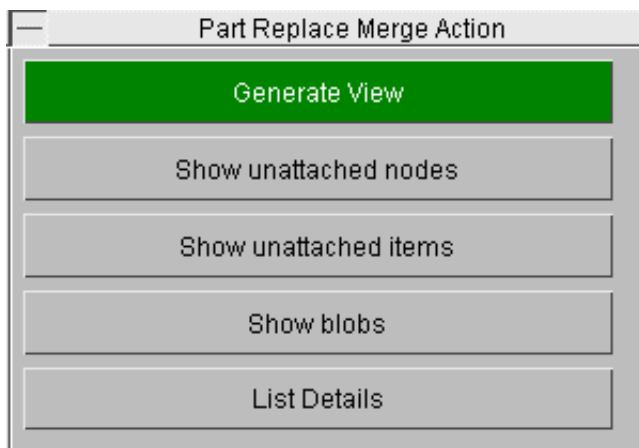 Part Replace Merge Action
Generate View
Show unattached nodes
Show unattached items
Show blobs
List Details